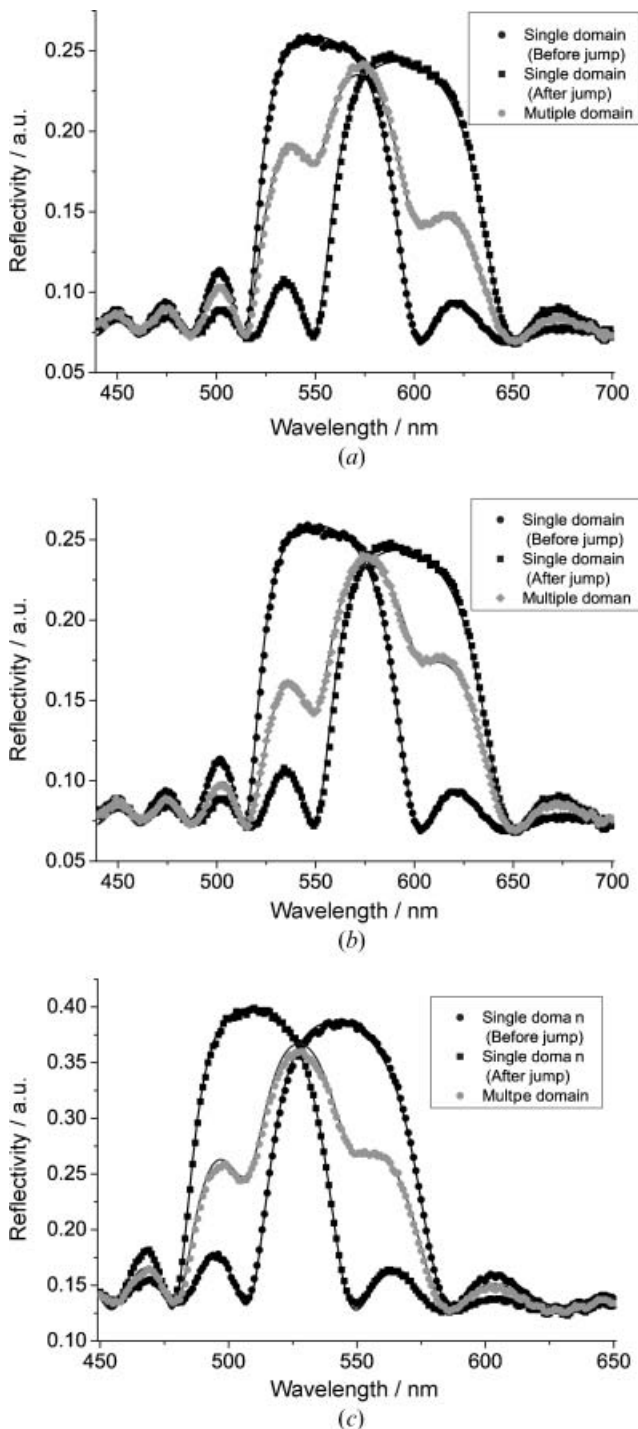 0.25
0.20
0.15
0.10
0.05
Reflectivity / a.u.
Single domain
(Before jump)
Single domain
(After jump)
Mutiple domain
450 500 550 600 650 700
Wavelength / nm
(a)
0.25
0.20
0.15
0.10
0.05
Reflectivity / a.u.
Single domain
(Before jump)
Single domain
(After jump)
Multiple doman
450 500 550 600 650 700
Wavelength / nm
(b)
0.40
0.35
0.30
0.25
0.20
0.15
0.10
Reflectivity / a.u.
Single doma n
(Before jump)
Single doma n
(After jump)
Multpe domain
450 500 550 600 650
Wavelength / nm
(c)